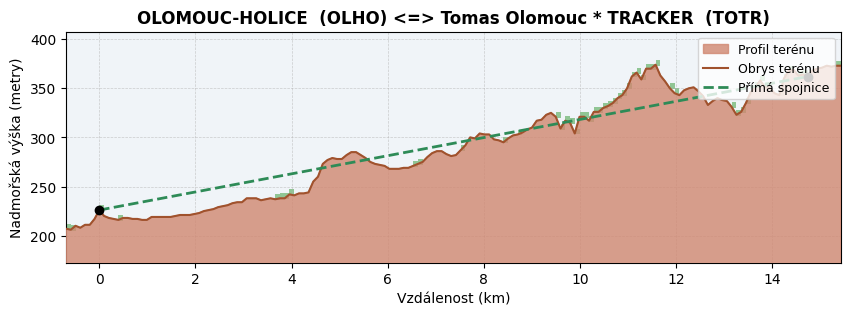 OLOMOUC-HOLICE  (OLHO) <=> Tomas Olomouc * TRACKER  (TOTR)
Nadmořská výška (metry)
400
350
300
250
200
Profil terénu
Obrys terénu
Přímá spojnice
0
2
4
6
8
10
12
14
Vzdálenost (km)